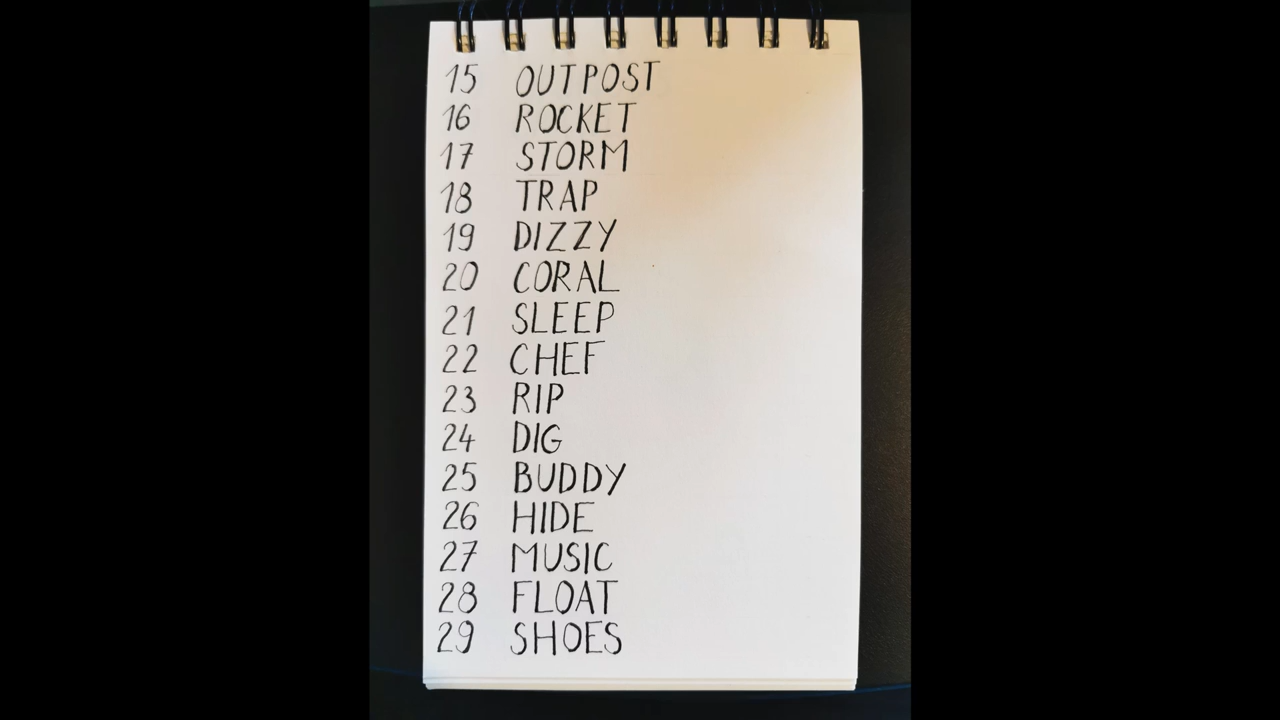 15 OUTPOST
16 ROCKET
17 STORM
18 TRAP
19 DIZZY
20 CORAL
21 SLEEP
22 CHEF
23 RIP
24 DIG
25 BUDDY
26 HIDE
27 MUSIC
28 FLOAT
29 SHOES